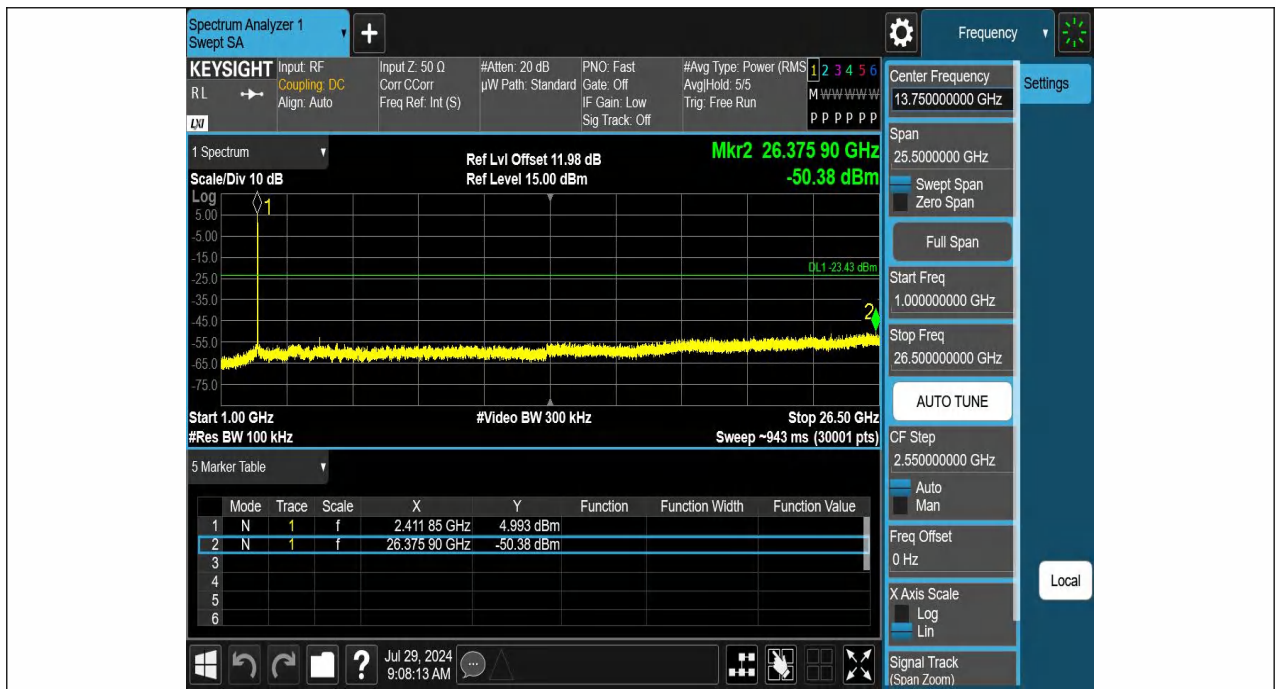 Spectrum Analyzer 1
Swept SA
+
Frequency
KEYSIGHT
RL
LXI
Input: RF
Coupling: DC
Align: Auto
Input Z: 50 Ω
Corr CCorr
Freq Ref: Int (S)
#Atten: 20 dB
µW Path: Standard
PNO: Fast
Gate: Off
IF Gain: Low
Sig Track: Off
#Avg Type: Power (RMS
Avg|Hold: 5/5
Trig: Free Run
1 2 3 4 5 6
M W W W W W
P P P P P P
1 Spectrum
Scale/Div 10 dB
Ref Lvl Offset 11.98 dB
Ref Level 15.00 dBm
Mkr2 26.375 90 GHz
-50.38 dBm
Log
5.00
-5.00
-15.0
-25.0
-35.0
-45.0
-55.0
-65.0
-75.0
1
DL1 -23.43 dBm
2
Start 1.00 GHz
#Video BW 300 kHz
Stop 26.50 GHz
#Res BW 100 kHz
Sweep ~943 ms (30001 pts)
5 Marker Table
Mode Trace Scale X Y Function Function Width Function Value
1 N 1 f 2.411 85 GHz 4.993 dBm
2 N 1 f 26.375 90 GHz -50.38 dBm
3
4
5
6
?
Jul 29, 2024
9:08:13 AM
Center Frequency
13.750000000 GHz
Settings
Span
25.5000000 GHz
Swept Span
Zero Span
Full Span
Start Freq
1.000000000 GHz
Stop Freq
26.500000000 GHz
AUTO TUNE
CF Step
2.550000000 GHz
Auto
Man
Freq Offset
0 Hz
X Axis Scale
Log
Lin
Local
Signal Track
(Span Zoom)